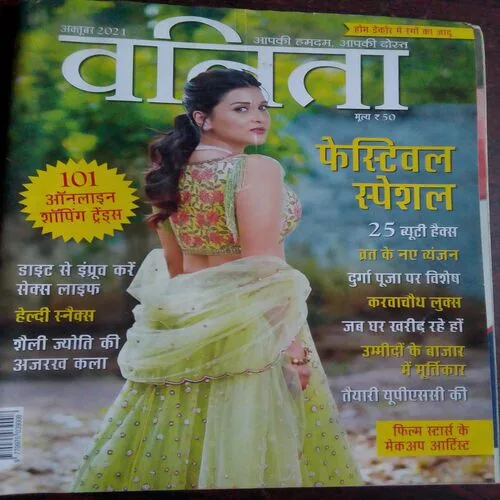 होम डेकोर में रंगों का जादू
अक्तूबर 2021
आपकी हमदम, आपकी दोस्त
वनिता
मूल्य ₹ 50
फेस्टिवल
स्पेशल
101
ऑनलाइन
शॉपिंग ट्रेंड्स
25 ब्यूटी हैक्स
व्रत के नए व्यंजन
दुर्गा पूजा पर विशेष
करवाचौथ लुक्स
जब घर खरीद रहे हों
उम्मीदों के बाजार
में मूर्तिकार
तैयारी यूपीएससी की
डाइट से इंप्रूव करें
सेक्स लाइफ
हेल्दी स्नैक्स
शैली ज्योति की
अजरख कला
फिल्म स्टार्स के
मेकअप आर्टिस्ट